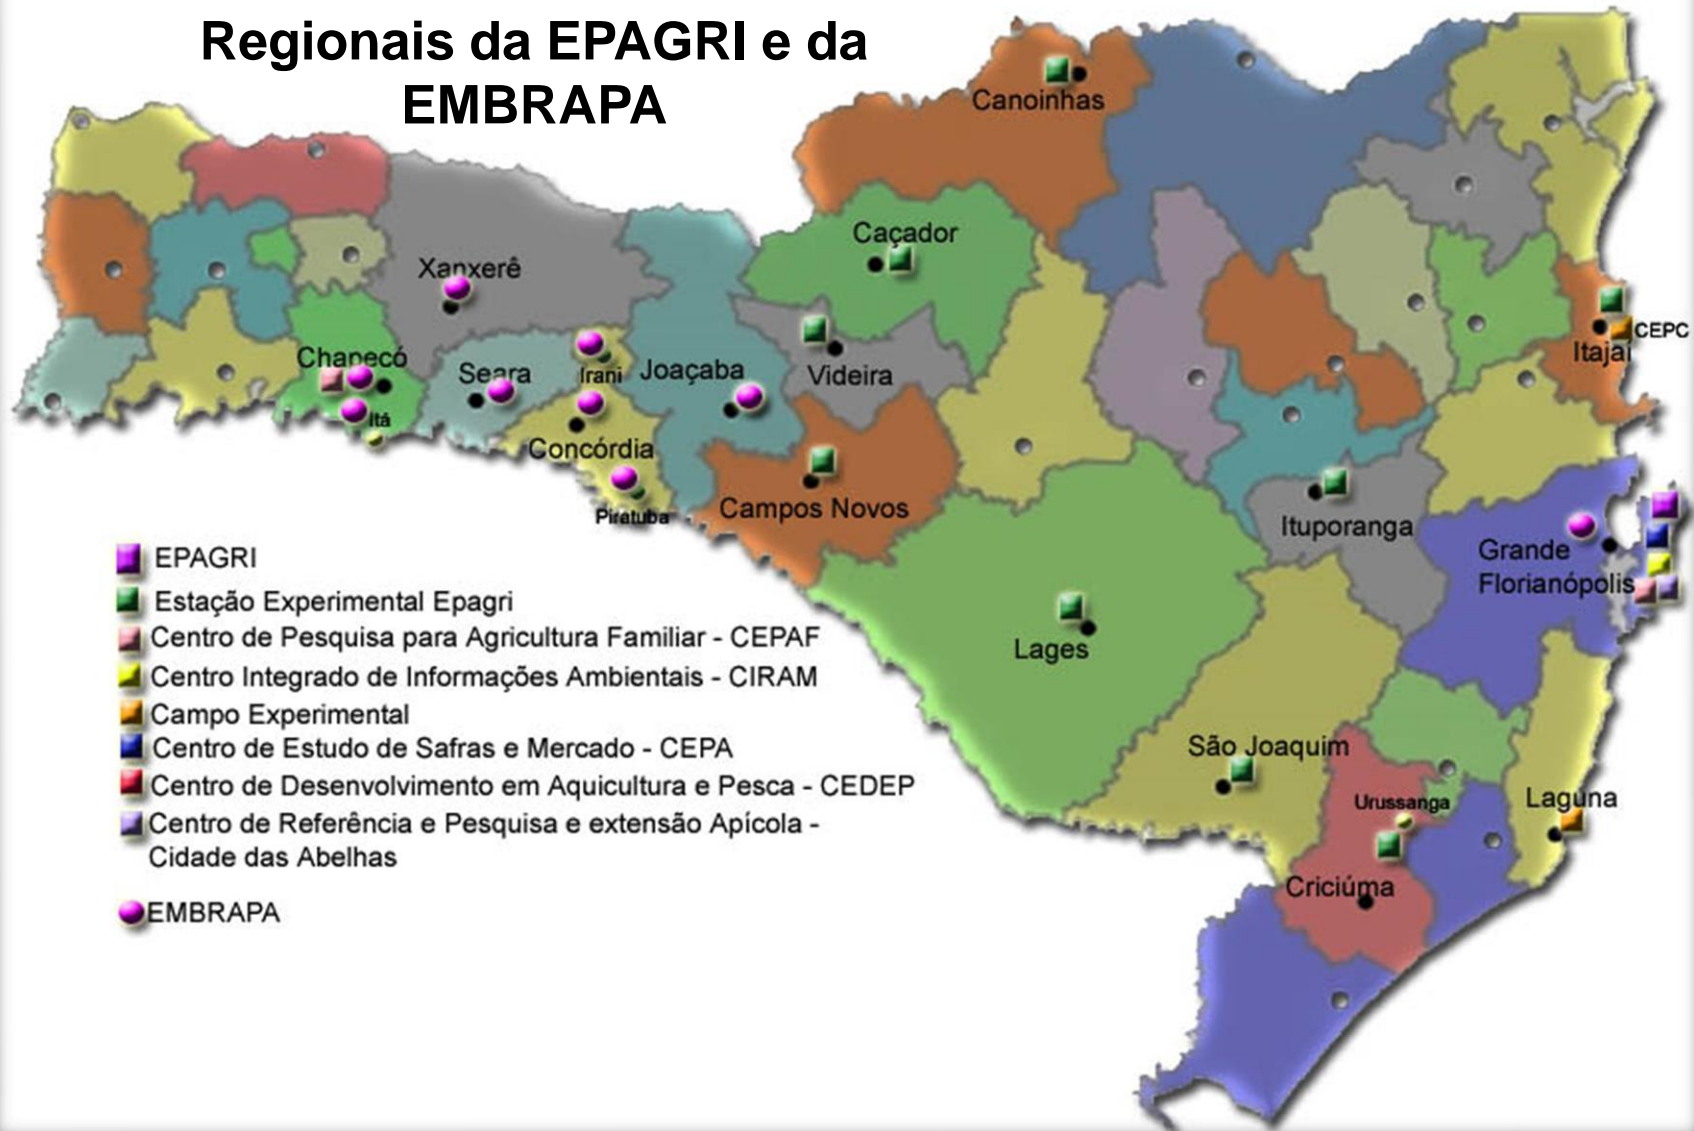 Regionais da EPAGRI e da
EMBRAPA
Canoinhas
Caçador
Xanxerê
CEPC
Itajaí
Chapecó
Seara
Irani
Joaçaba
Videira
Itá
Concórdia
Campos Novos
Piratuba
Ituporanga
Grande
Florianópolis
Lages
São Joaquim
Urussanga
Laguna
Criciúma
EPAGRI
Estação Experimental Epagri
Centro de Pesquisa para Agricultura Familiar - CEPAF
Centro Integrado de Informações Ambientais - CIRAM
Campo Experimental
Centro de Estudo de Safras e Mercado - CEPA
Centro de Desenvolvimento em Aquicultura e Pesca - CEDEP
Centro de Referência e Pesquisa e extensão Apícola -
Cidade das Abelhas
EMBRAPA